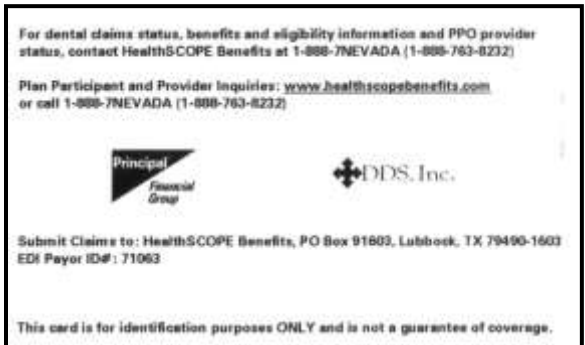 For dental claims status, benefits and eligibility information and PPO provider
status, contact HealthSCOPE Benefits at 1-888-7NEVADA (1-888-763-8232)
Plan Participant and Provider Inquiries: www.healthscopebenefits.com
or call 1-888-7NEVADA (1-888-763-8232)
Principal
Financial
Group
DDS, Inc.
Submit Claims to: HealthSCOPE Benefits, PO Box 91603, Lubbock, TX 79490-1603
EDI Payor ID#: 71063
This card is for identification purposes ONLY and is not a guarantee of coverage.